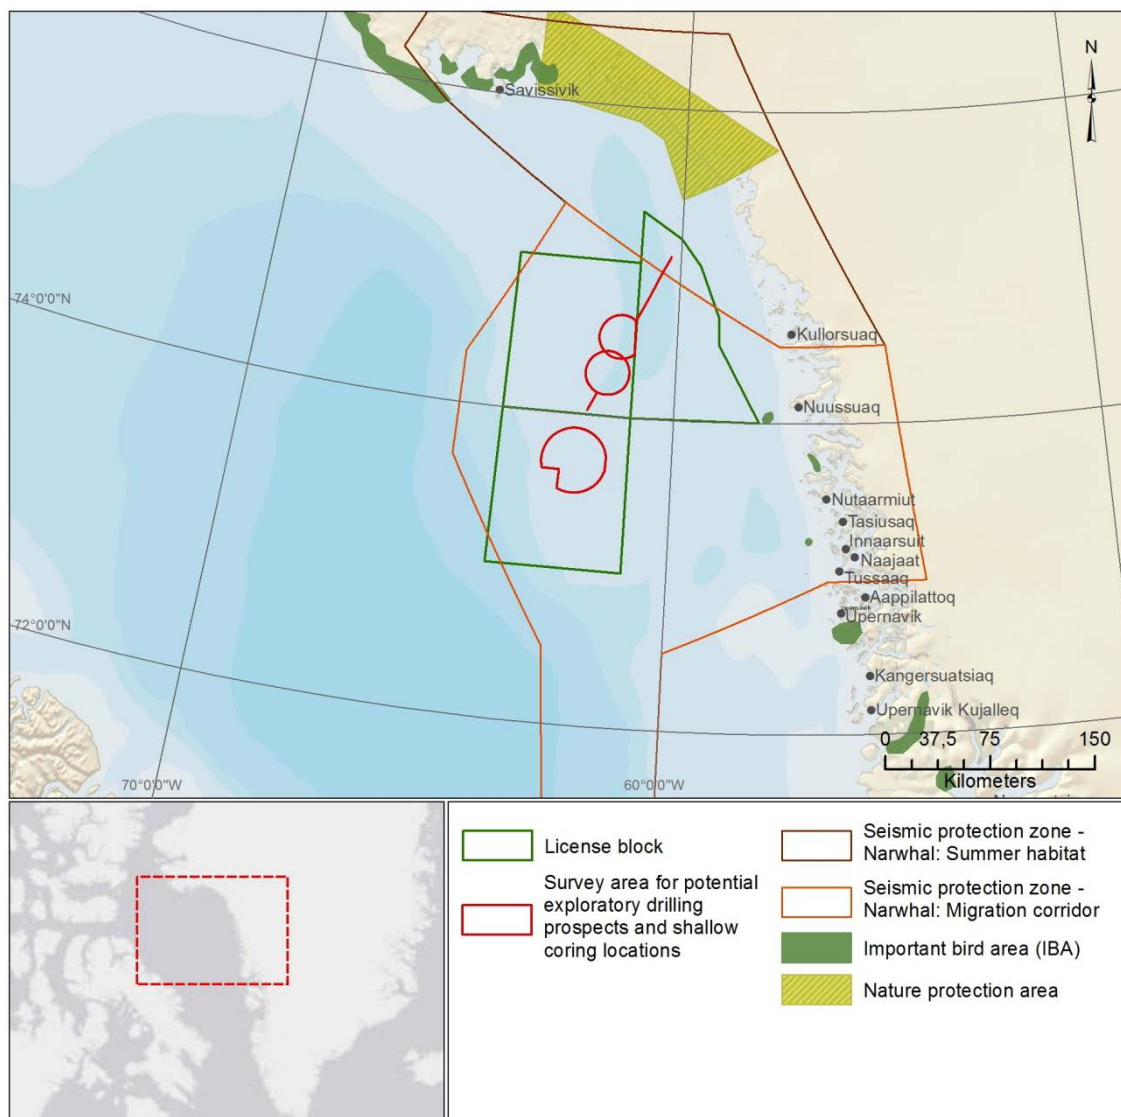 N
Savissivik
74°0'0"N
Kullorsuaq
Nuussuaq
Nutaarmiut
Tasiusaq
Innaarsuit
Naajaat
Tussaaq
Aappilattoq
Upernavik
72°0'0"N
Kangersuatsiaq
Upernavik Kujalleq
0 37,5 75 150
Kilometers
70°0'0"W
60°0'0"W
License block
Survey area for potential
exploratory drilling
prospects and shallow
coring locations
Seismic protection zone -
Narwhal: Summer habitat
Seismic protection zone -
Narwhal: Migration corridor
Important bird area (IBA)
Nature protection area